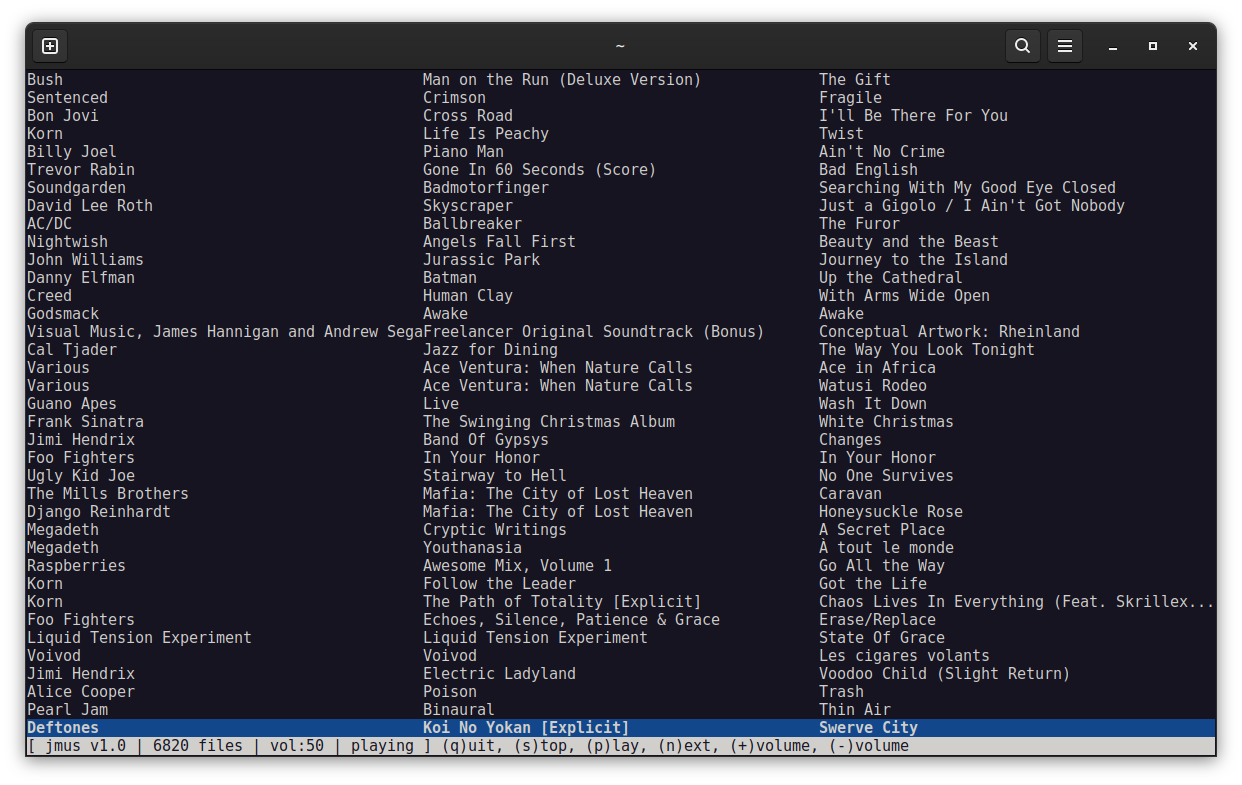 ~
Bush Man on the Run (Deluxe Version) The Gift
Sentenced Crimson Fragile
Bon Jovi Cross Road I'll Be There For You
Korn Life Is Peachy Twist
Billy Joel Piano Man Ain't No Crime
Trevor Rabin Gone In 60 Seconds (Score) Bad English
Soundgarden Badmotorfinger Searching With My Good Eye Closed
David Lee Roth Skyscraper Just a Gigolo / I Ain't Got Nobody
AC/DC Ballbreaker The Furor
Nightwish Angels Fall First Beauty and the Beast
John Williams Jurassic Park Journey to the Island
Danny Elfman Batman Up the Cathedral
Creed Human Clay With Arms Wide Open
Godsmack Awake Awake
Visual Music, James Hannigan and Andrew SegaFreelancer Original Soundtrack (Bonus) Conceptual Artwork: Rheinland
Cal Tjader Jazz for Dining The Way You Look Tonight
Various Ace Ventura: When Nature Calls Ace in Africa
Various Ace Ventura: When Nature Calls Watusi Rodeo
Guano Apes Live Wash It Down
Frank Sinatra The Swinging Christmas Album White Christmas
Jimi Hendrix Band Of Gypsys Changes
Foo Fighters In Your Honor In Your Honor
Ugly Kid Joe Stairway to Hell No One Survives
The Mills Brothers Mafia: The City of Lost Heaven Caravan
Django Reinhardt Mafia: The City of Lost Heaven Honeysuckle Rose
Megadeth Cryptic Writings A Secret Place
Megadeth Youthanasia À tout le monde
Raspberries Awesome Mix, Volume 1 Go All the Way
Korn Follow the Leader Got the Life
Korn The Path of Totality [Explicit] Chaos Lives In Everything (Feat. Skrillex...
Foo Fighters Echoes, Silence, Patience & Grace Erase/Replace
Liquid Tension Experiment Liquid Tension Experiment State Of Grace
Voivod Voivod Les cigares volants
Jimi Hendrix Electric Ladyland Voodoo Child (Slight Return)
Alice Cooper Poison Trash
Pearl Jam Binaural Thin Air
Deftones Koi No Yokan [Explicit] Swerve City
[ jmus v1.0 | 6820 files | vol:50 | playing ] (q)uit, (s)top, (p)lay, (n)ext, (+)volume, (-)volume